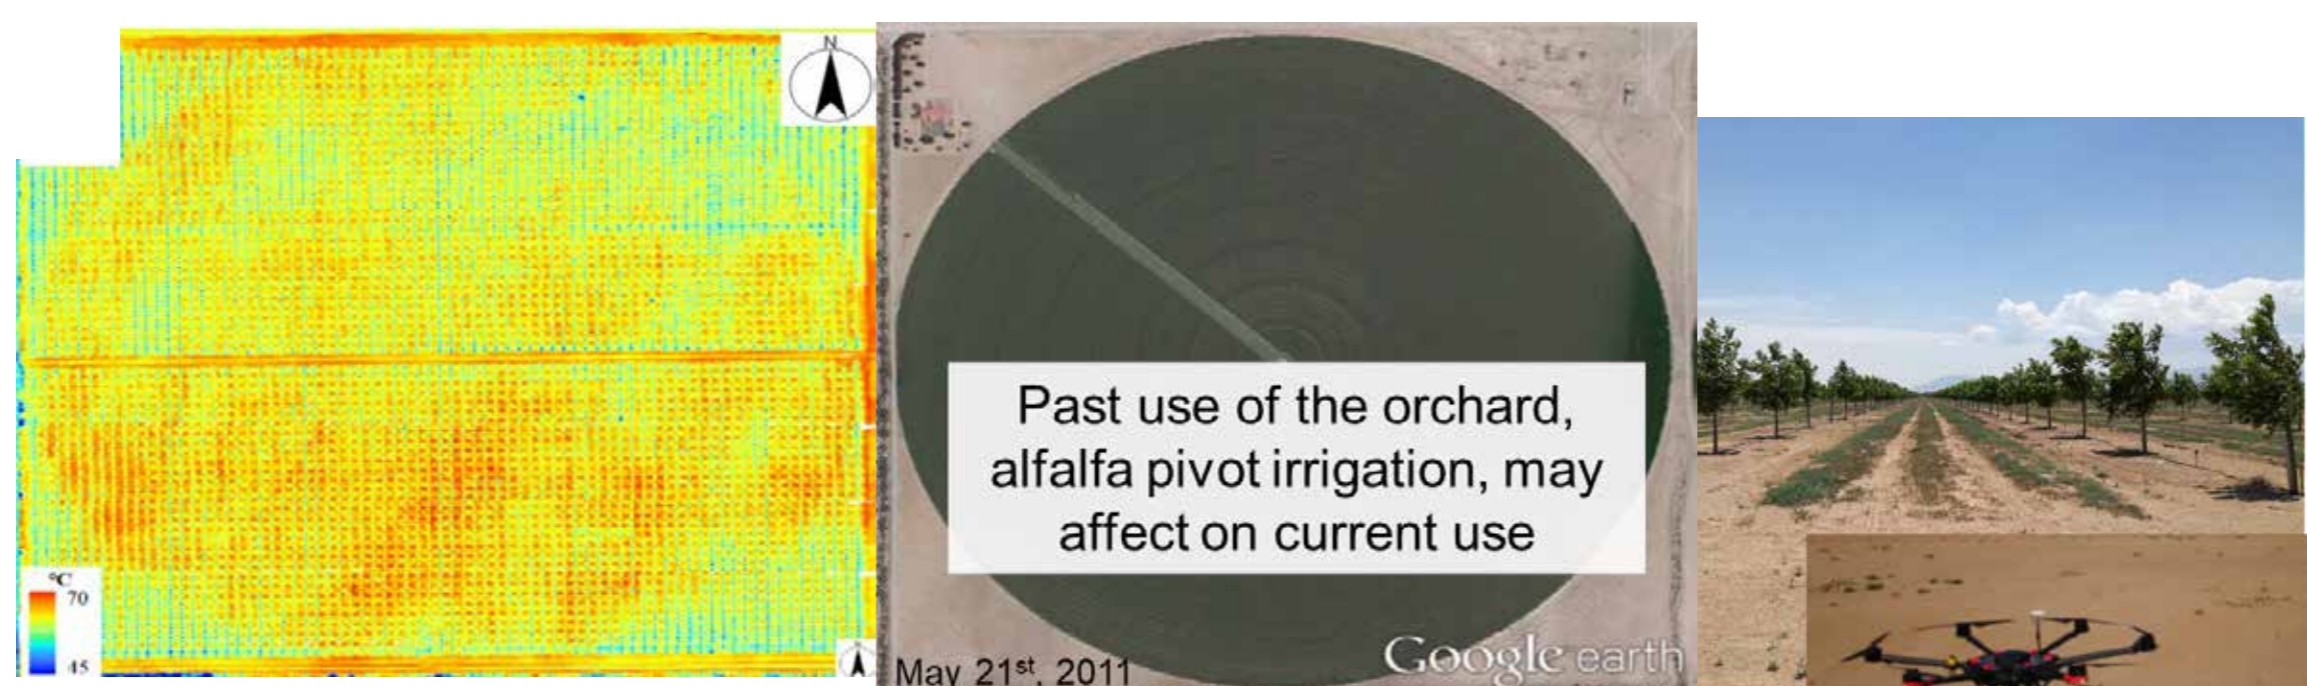 N
°C
70
45
Past use of the orchard,
alfalfa pivot irrigation, may
affect on current use
May 21st, 2011
Google earth